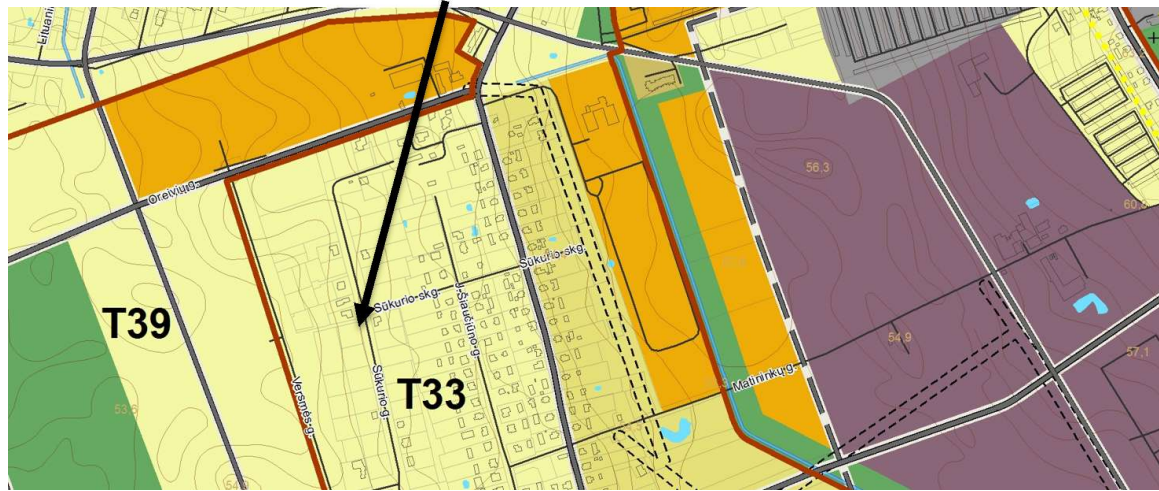 Lituani
Oreivių g.
56,3
60,6
Sūkurio skg.
Sūkurio skg.
J. Šiaučiūno g.
T39
T33
Versmės g.
Sūkurio g.
Matininkų g.
54,9
57,1
53,5